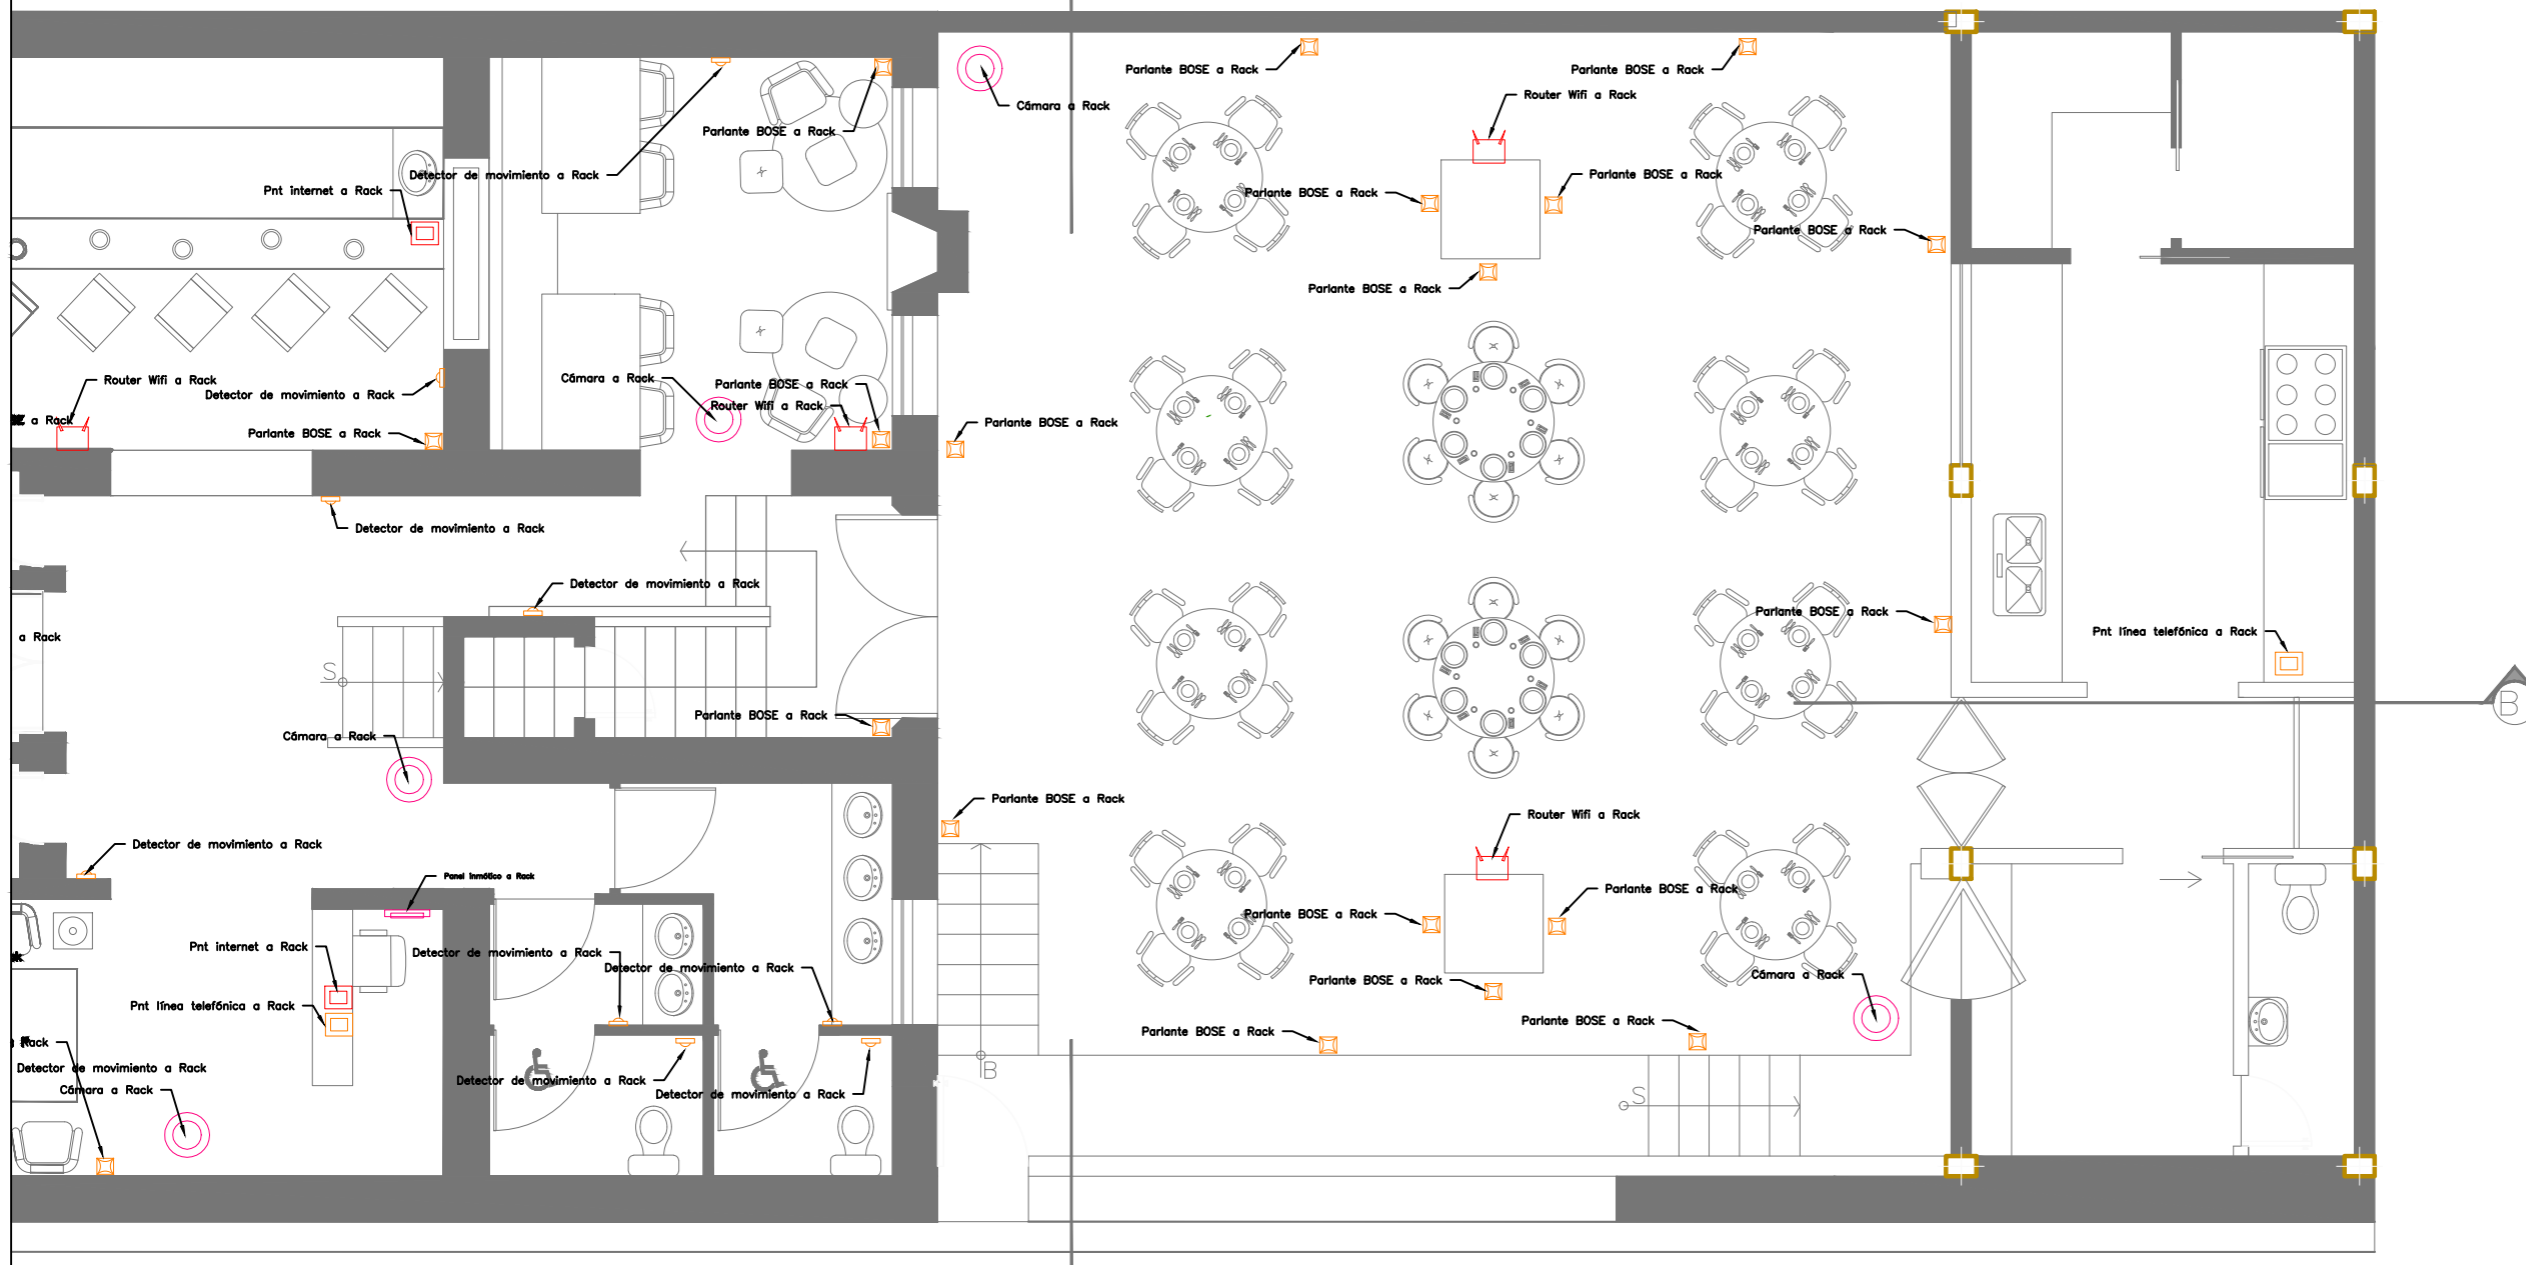 Parlante BOSE a Rack
Parlante BOSE a Rack
Router Wifi a Rack
Cámara a Rack
Parlante BOSE a Rack
Detector de movimiento a Rack
Pnt internet a Rack
Parlante BOSE a Rack
Parlante BOSE a Rack
Parlante BOSE a Rack
Parlante BOSE a Rack
Router Wifi a Rack
Cámara a Rack
Parlante BOSE a Rack
Detector de movimiento a Rack
Router Wifi a Rack
a Rack
Parlante BOSE a Rack
Parlante BOSE a Rack
Detector de movimiento a Rack
Detector de movimiento a Rack
Parlante BOSE a Rack
Pnt línea telefónica a Rack
a Rack
S
B
Parlante BOSE a Rack
Cámara a Rack
Parlante BOSE a Rack
Router Wifi a Rack
Detector de movimiento a Rack
Panel Inmótico a Rack
Parlante BOSE a Rack
Parlante BOSE a Rack
Pnt internet a Rack
Detector de movimiento a Rack
Detector de movimiento a Rack
Cámara a Rack
Parlante BOSE a Rack
Pnt línea telefónica a Rack
Parlante BOSE a Rack
Parlante BOSE a Rack
Rack
Detector de movimiento a Rack
B
Detector de movimiento a Rack
Cámara a Rack
Detector de movimiento a Rack
S